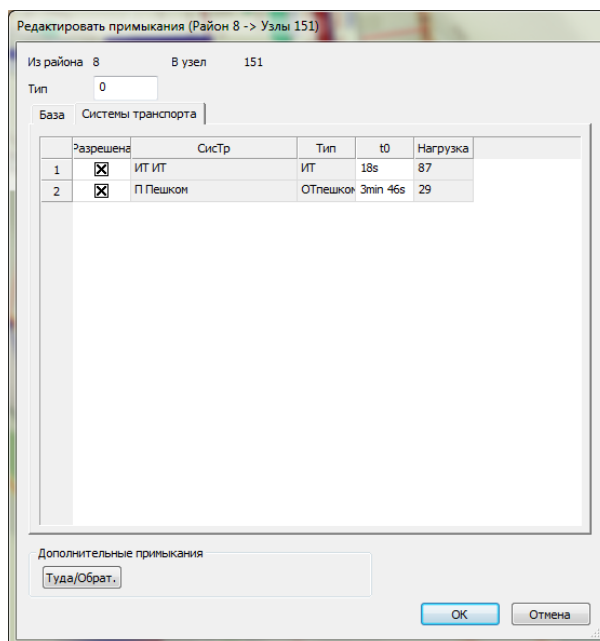 Редактировать примыкания (Район 8 -> Узлы 151)
Из района 8 В узел 151
Тип 0
База Системы транспорта
Разрешена СисТр Тип t0 Нагрузка
1 ИТ ИТ ИТ 18s 87
2 П Пешком ОТпешком 3min 46s 29
Дополнительные примыкания
Туда/Обрат.
OK Отмена